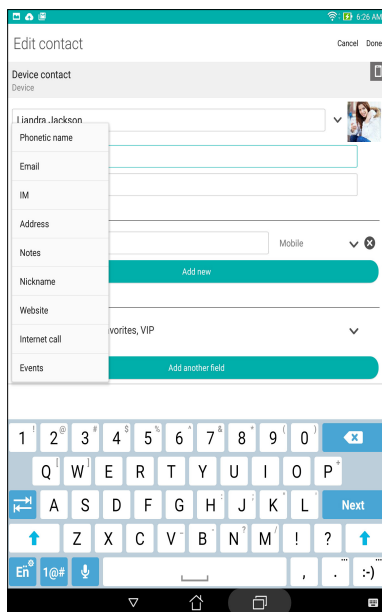 6:26 AM
Edit contact
Cancel Done
Device contact
Device
Liandra Jackson
Phonetic name
Email
IM
Address
Notes
Nickname
Website
Internet call
Events
Mobile
Add new
vorites, VIP
Add another field
1 ! 2 @ 3 # 4 $ 5 % 6 ^ 7 & 8 * 9 ( 0 )
Q [ W ] E R T Y U I O P +
A S D F G H : J ; K " L ' Next
Z X C V - B N ? M / ! ?
En 1@# , . ... :-) ...